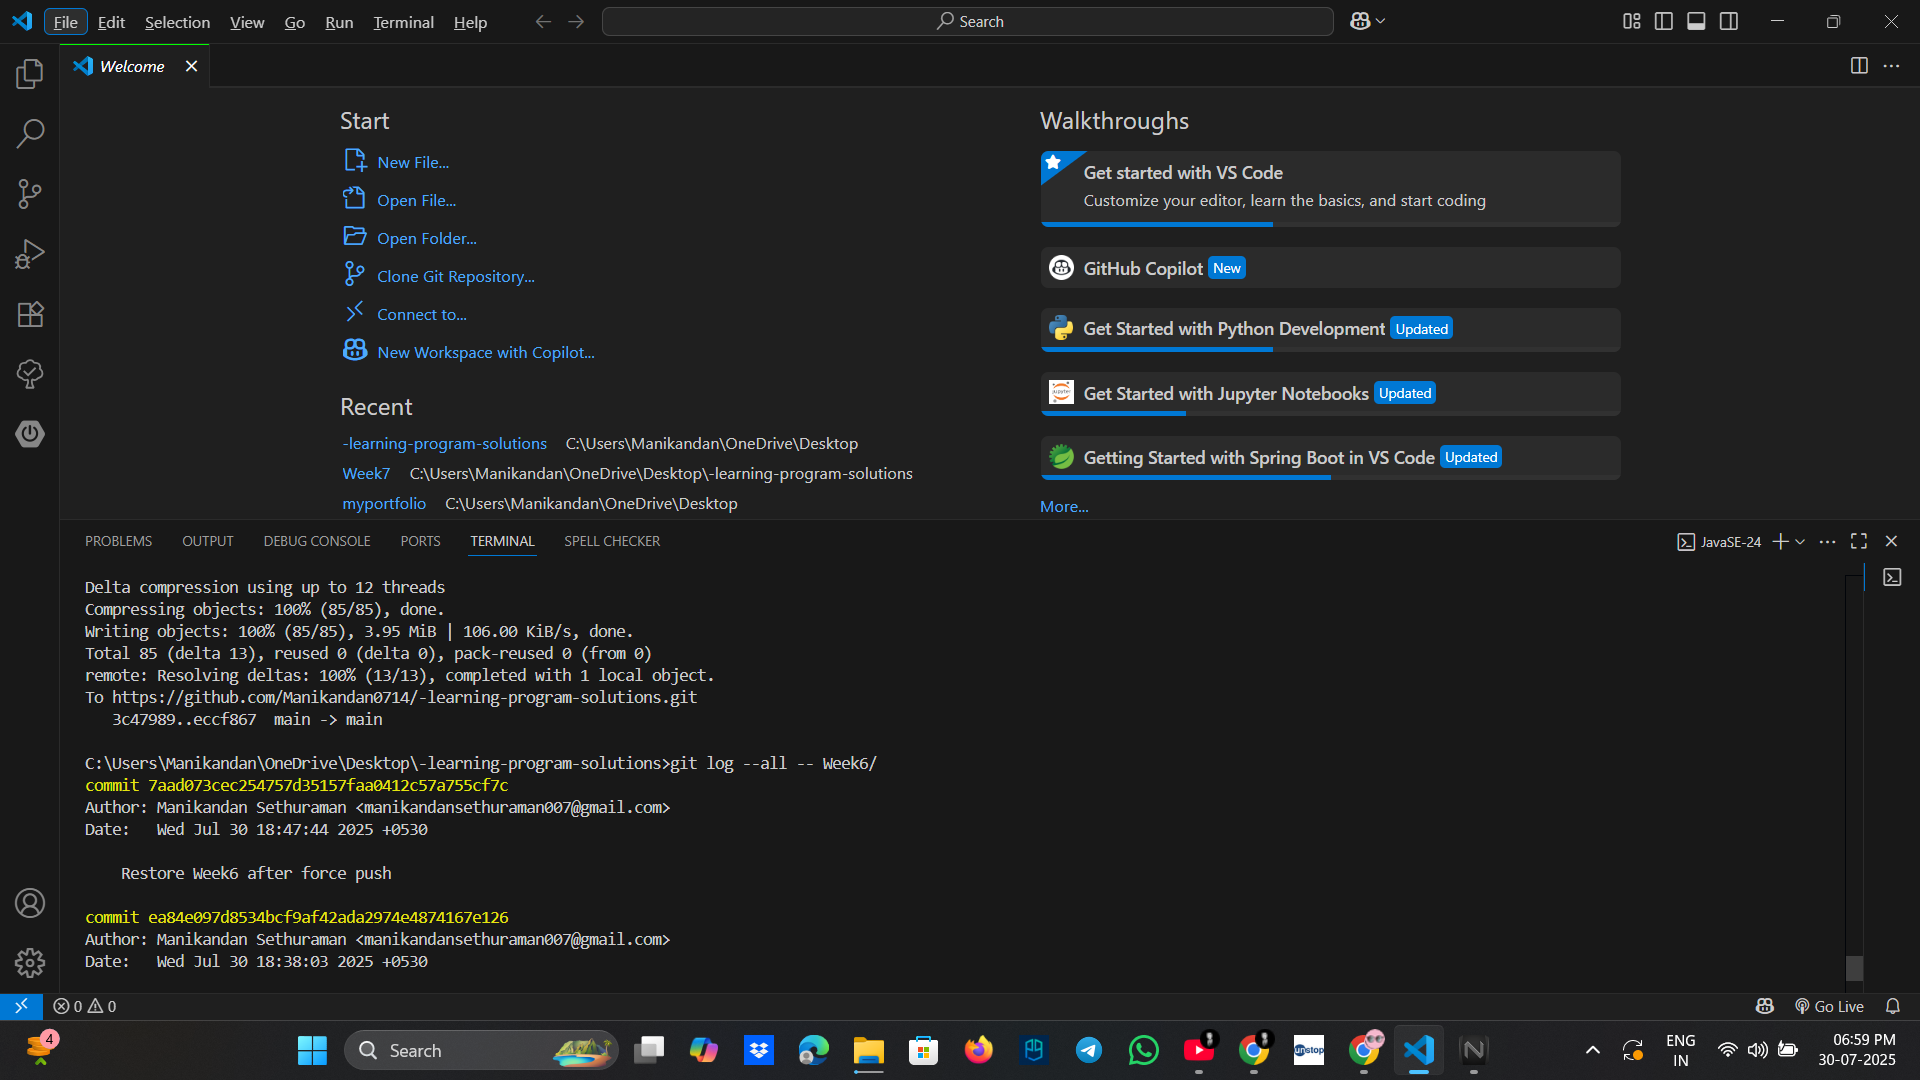 File Edit Selection View Go Run Terminal Help
Search
Welcome
Start
New File...
Open File...
Open Folder...
Clone Git Repository...
Connect to...
New Workspace with Copilot...
Recent
-learning-program-solutions C:\Users\Manikandan\OneDrive\Desktop
Week7 C:\Users\Manikandan\OneDrive\Desktop\-learning-program-solutions
myportfolio C:\Users\Manikandan\OneDrive\Desktop
Walkthroughs
Get started with VS Code
Customize your editor, learn the basics, and start coding
GitHub Copilot New
Get Started with Python Development Updated
Get Started with Jupyter Notebooks Updated
Getting Started with Spring Boot in VS Code Updated
More...
PROBLEMS OUTPUT DEBUG CONSOLE PORTS TERMINAL SPELL CHECKER
JavaSE-24
Delta compression using up to 12 threads
Compressing objects: 100% (85/85), done.
Writing objects: 100% (85/85), 3.95 MiB | 106.00 KiB/s, done.
Total 85 (delta 13), reused 0 (delta 0), pack-reused 0 (from 0)
remote: Resolving deltas: 100% (13/13), completed with 1 local object.
To https://github.com/Manikandan0714/-learning-program-solutions.git
3c47989..eccf867 main -> main
C:\Users\Manikandan\OneDrive\Desktop\-learning-program-solutions>git log --all -- Week6/
commit 7aad073cec254757d35157faa0412c57a755cf7c
Author: Manikandan Sethuraman <manikandansethuraman007@gmail.com>
Date: Wed Jul 30 18:47:44 2025 +0530
Restore Week6 after force push
commit ea84e097d8534bcf9af42ada2974e4874167e126
Author: Manikandan Sethuraman <manikandansethuraman007@gmail.com>
Date: Wed Jul 30 18:38:03 2025 +0530
0 0
Go Live
4
Search
unstop
ENG
IN
06:59 PM
30-07-2025